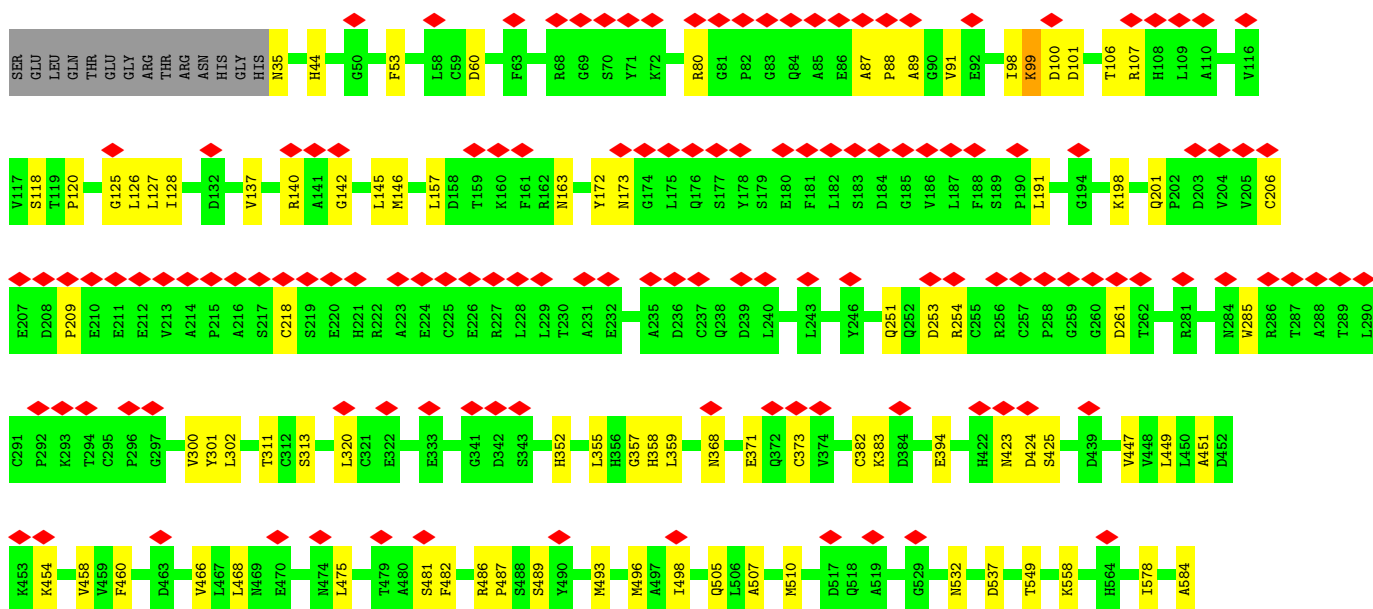 SER GLU LEU GLN THR GLU GLY ARG THR ARG ASN HIS GLY HIS N35 H44 G50 F53 L58 C59 D60 F63 R68 G69 S70 Y71 K72 R80 G81 P82 G83 Q84 A85 E86 A87 P88 A89 G90 V91 E92 I98 K99 D100 D101 T106 R107 H108 L109 A110 V116
V117 S118 T119 P120 G125 L126 L127 I128 D132 V137 R140 A141 G142 L145 M146 L157 D158 T159 K160 F161 R162 N163 Y172 N173 G174 L175 Q176 S177 Y178 S179 E180 F181 L182 S183 D184 G185 V186 L187 F188 S189 P190 L191 G194 K198 Q201 P202 D203 V204 V205 C206
E207 D208 P209 E210 E211 E212 V213 A214 P215 A216 S217 C218 S219 E220 H221 R222 A223 E224 C225 E226 R227 L228 L229 T230 A231 E232 A235 D236 C237 Q238 D239 L240 L243 Y246 Q251 Q252 D253 R254 C255 R256 C257 P258 G259 G260 D261 T262 R281 N284 W285 R286 T287 A288 T289 L290
C291 P292 K293 T294 C295 P296 G297 V300 Y301 L302 T311 C312 S313 L320 C321 E322 E333 G341 D342 S343 H352 L355 H356 G357 H358 L359 N368 E371 Q372 C373 V374 C382 K383 D384 E394 H422 N423 D424 S425 D439 V447 V448 L449 L450 A451 D452
K453 K454 V458 V459 F460 D463 V466 L467 L468 N469 E470 N474 L475 T479 A480 S481 F482 R486 P487 S488 S489 Y490 M493 M496 A497 I498 Q505 L506 A507 M510 D517 Q518 A519 G529 N532 D537 T549 K558 H564 I578 A584